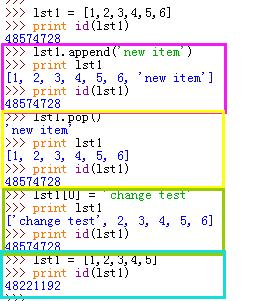 >>> lst1 = [1,2,3,4,5,6]
>>> print id(lst1)
48574728
>>> lst1.append('new item')
>>> print lst1
[1, 2, 3, 4, 5, 6, 'new item']
>>> print id(lst1)
48574728
>>> lst1.pop()
'new item'
>>> print lst1
[1, 2, 3, 4, 5, 6]
>>> print id(lst1)
48574728
>>> lst1[0] = 'change test'
>>> print lst1
['change test', 2, 3, 4, 5, 6]
>>> print id(lst1)
48574728
>>> lst1 = [1,2,3,4,5]
>>> print id(lst1)
48221192
>>>